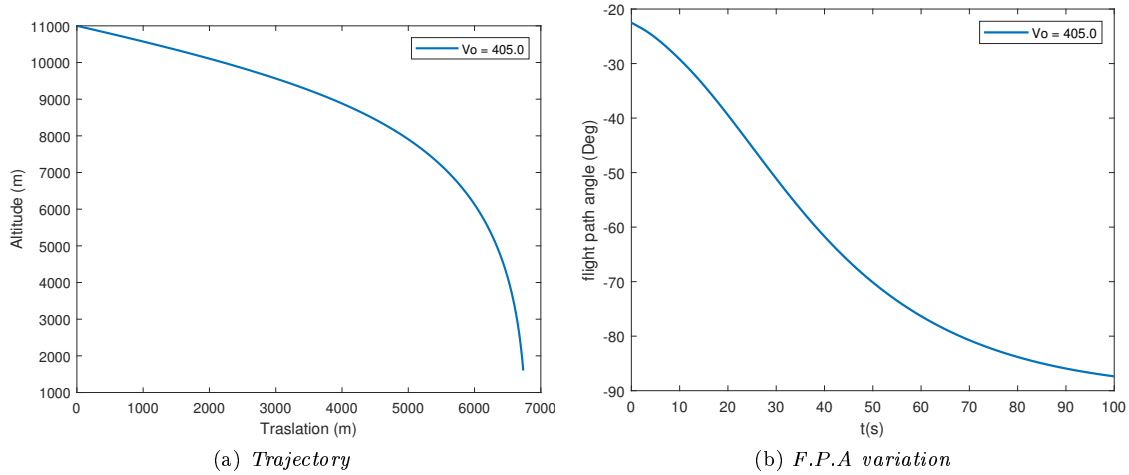 11000
10000
9000
8000
7000
6000
5000
4000
3000
2000
1000
Altitude (m)
Vo = 405.0
0 1000 2000 3000 4000 5000 6000 7000
Traslation (m)
(a) Trajectory
-20
-30
-40
-50
-60
-70
-80
-90
flight path angle (Deg)
Vo = 405.0
0 10 20 30 40 50 60 70 80 90 100
t(s)
(b) F.P.A variation